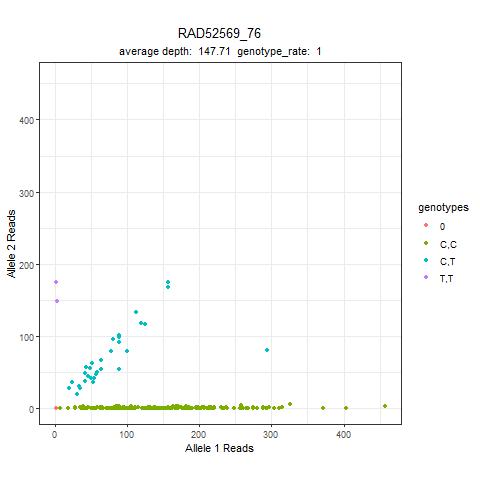 RAD52569_76
average depth:  147.71  genotype_rate:  1
Allele 2 Reads
400
300
200
100
0
0 100 200 300 400
Allele 1 Reads
genotypes
0
C,C
C,T
T,T